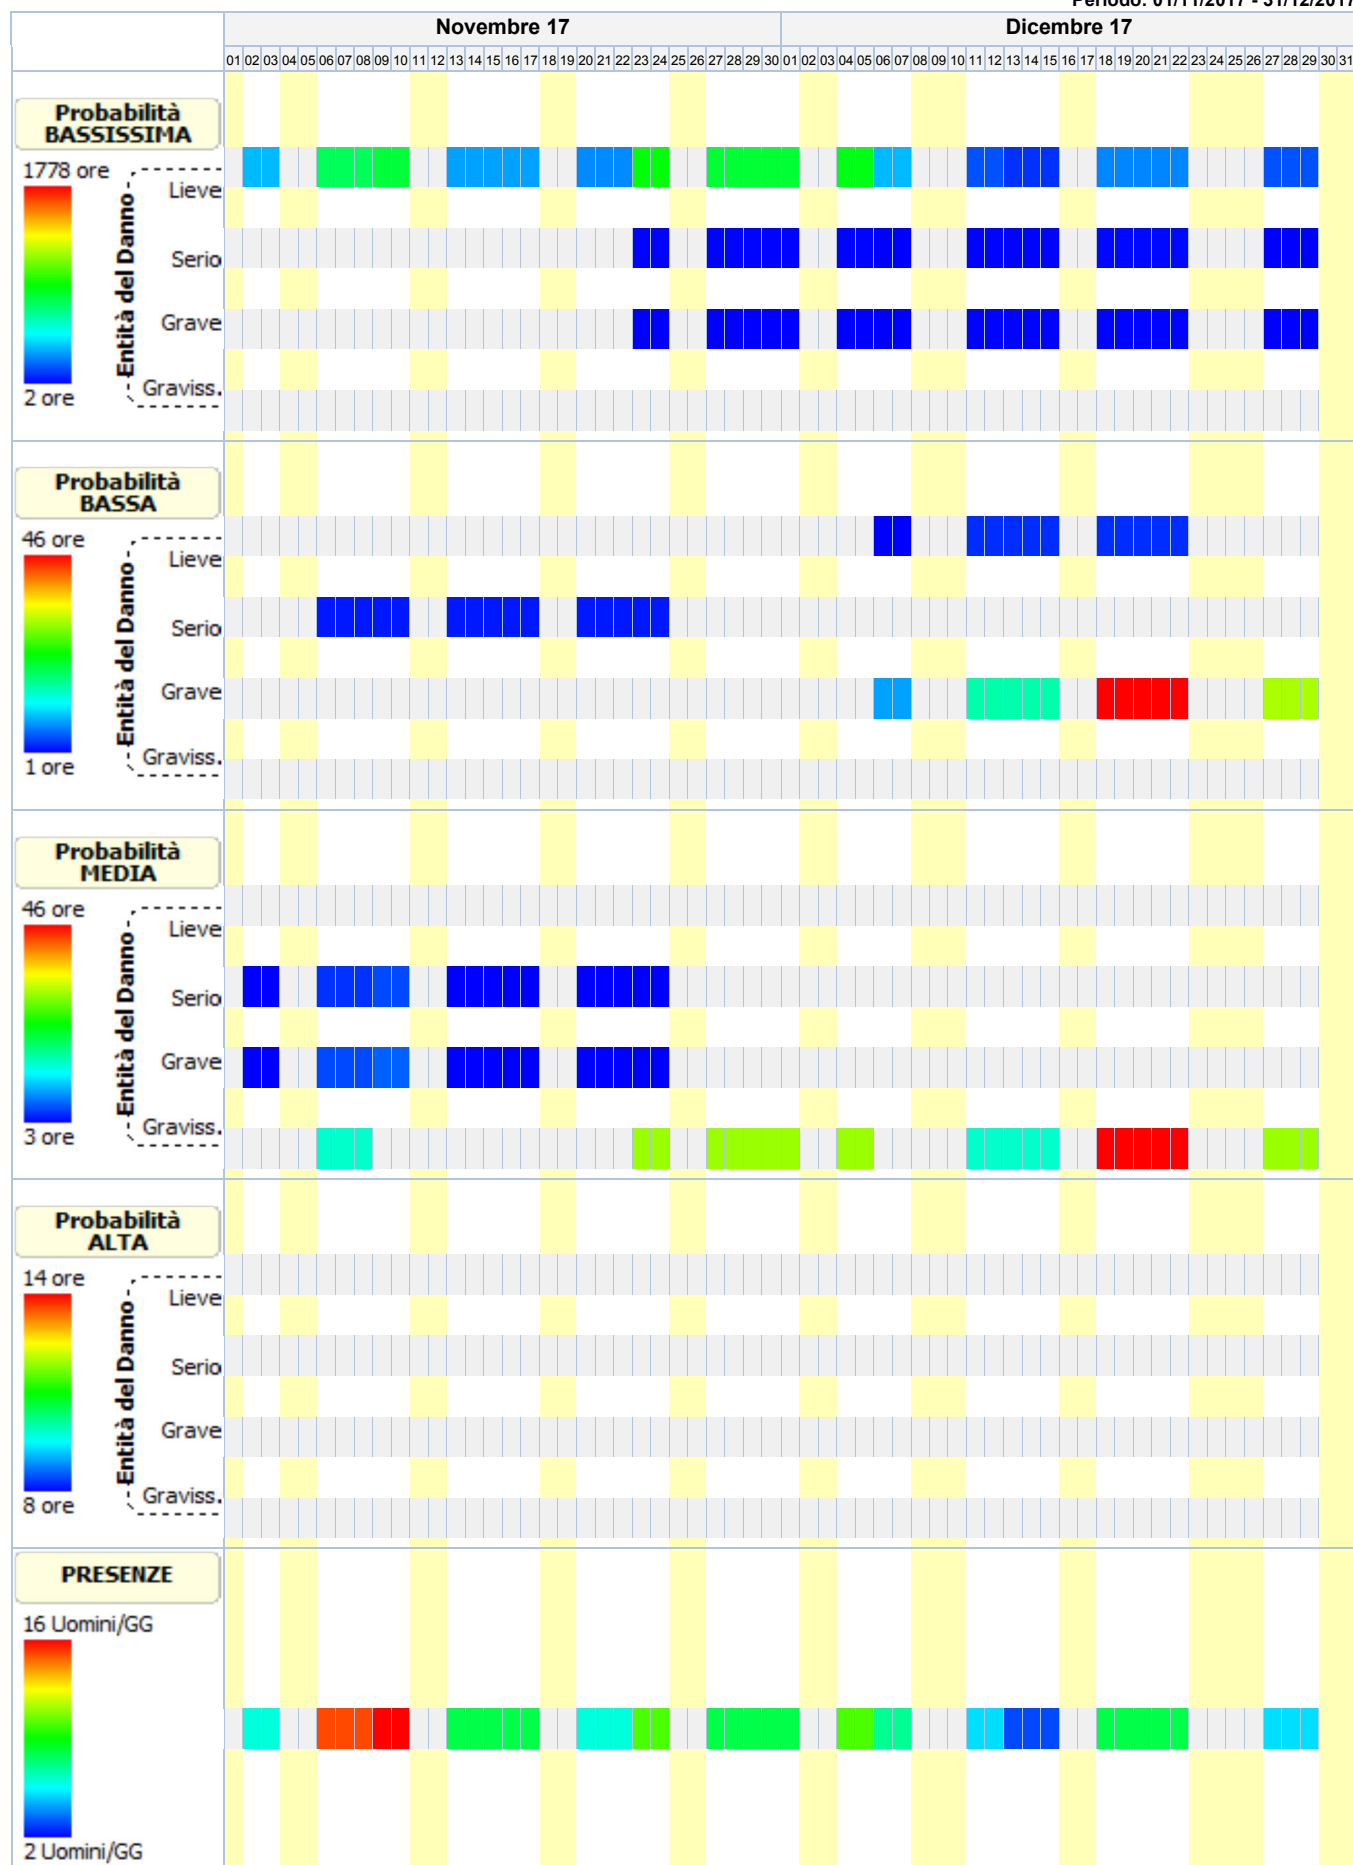 Periodo: 01/11/2017 - 31/12/2017
Novembre 17 Dicembre 17
01 02 03 04 05 06 07 08 09 10 11 12 13 14 15 16 17 18 19 20 21 22 23 24 25 26 27 28 29 30 01 02 03 04 05 06 07 08 09 10 11 12 13 14 15 16 17 18 19 20 21 22 23 24 25 26 27 28 29 30 31
Probabilità
BASSISSIMA
1778 ore
Entità del Danno
Lieve
Serio
Grave
Graviss.
2 ore
Probabilità
BASSA
46 ore
Entità del Danno
Lieve
Serio
Grave
Graviss.
1 ore
Probabilità
MEDIA
46 ore
Entità del Danno
Lieve
Serio
Grave
Graviss.
3 ore
Probabilità
ALTA
14 ore
Entità del Danno
Lieve
Serio
Grave
Graviss.
8 ore
PRESENZE
16 Uomini/GG
2 Uomini/GG